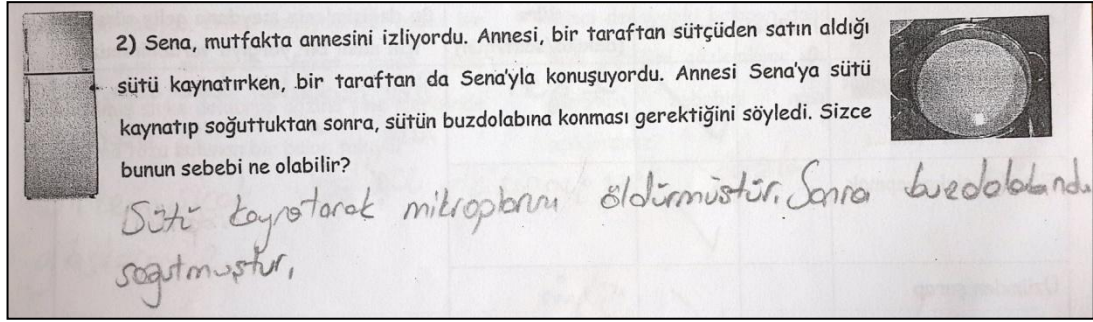 2) Sena, mutfakta annesini izliyordu. Annesi, bir taraftan sütçüden satın aldığı
sütü kaynatırken, bir taraftan da Sena'yla konuşuyordu. Annesi Sena'ya sütü
kaynatıp soğuttuktan sonra, sütün buzdolabına konması gerektiğini söyledi. Sizce
bunun sebebi ne olabilir?
Sütü kaynatarak mikroplarını öldürmüştür. Sonra buzdolabında
soğutmuştur.